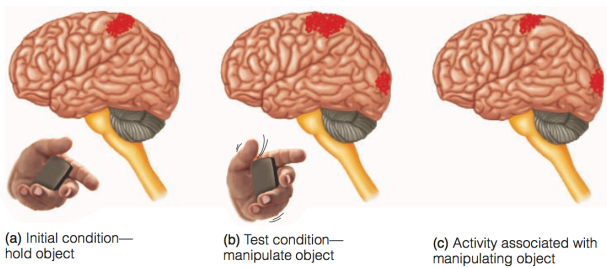 (a) Initial condition—
hold object
(b) Test condition—
manipulate object
(c) Activity associated with
manipulating object